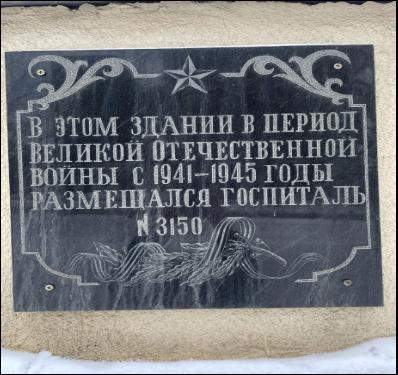 В ЭТОМ ЗДАНИИ В ПЕРИОД
ВЕЛИКОЙ ОТЕЧЕСТВЕННОЙ
ВОЙНЫ С 1941–1945 ГОДЫ
РАЗМЕЩАЛСЯ ГОСПИТАЛЬ
N 3150